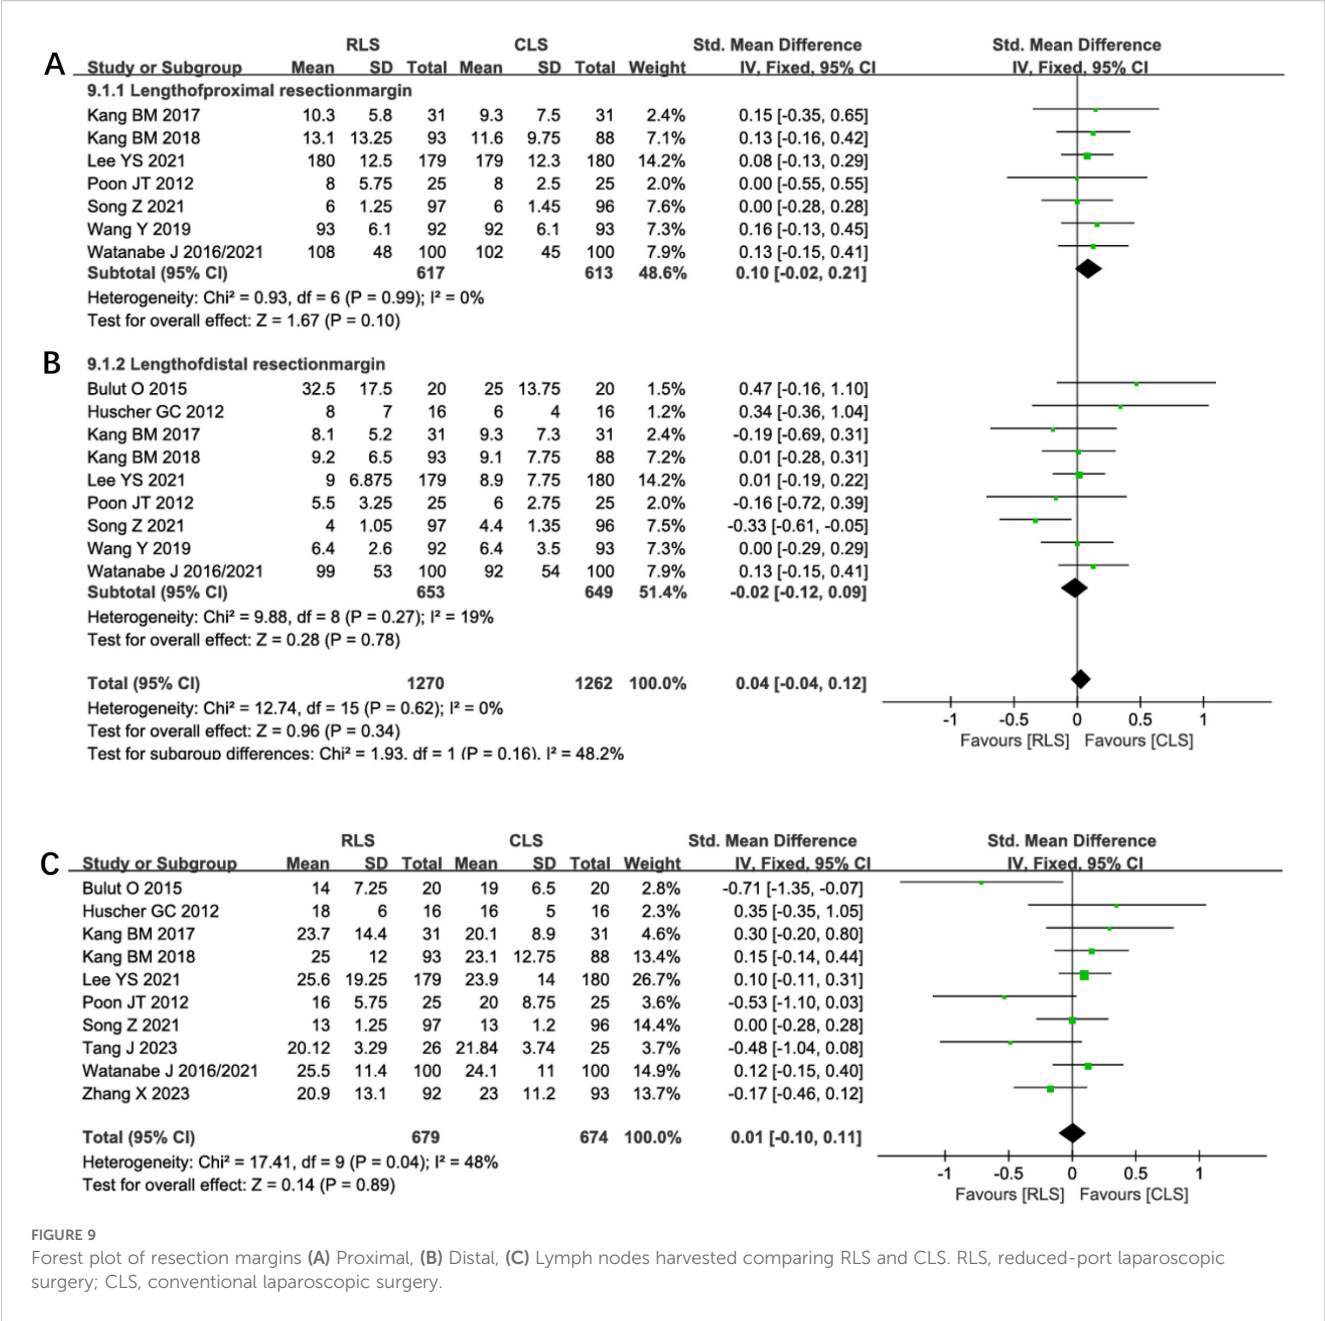 A
RLS CLS Std. Mean Difference Std. Mean Difference
Study or Subgroup Mean SD Total Mean SD Total Weight IV, Fixed, 95% CI IV, Fixed, 95% CI
9.1.1 Lengthofproximal resectionmargin
Kang BM 2017 10.3 5.8 31 9.3 7.5 31 2.4% 0.15 [-0.35, 0.65]
Kang BM 2018 13.1 13.25 93 11.6 9.75 88 7.1% 0.13 [-0.16, 0.42]
Lee YS 2021 180 12.5 179 179 12.3 180 14.2% 0.08 [-0.13, 0.29]
Poon JT 2012 8 5.75 25 8 2.5 25 2.0% 0.00 [-0.55, 0.55]
Song Z 2021 6 1.25 97 6 1.45 96 7.6% 0.00 [-0.28, 0.28]
Wang Y 2019 93 6.1 92 92 6.1 93 7.3% 0.16 [-0.13, 0.45]
Watanabe J 2016/2021 108 48 100 102 45 100 7.9% 0.13 [-0.15, 0.41]
Subtotal (95% CI) 617 613 48.6% 0.10 [-0.02, 0.21]
Heterogeneity: Chi² = 0.93, df = 6 (P = 0.99); I² = 0%
Test for overall effect: Z = 1.67 (P = 0.10)
B
9.1.2 Lengthofdistal resectionmargin
Bulut O 2015 32.5 17.5 20 25 13.75 20 1.5% 0.47 [-0.16, 1.10]
Huscher GC 2012 8 7 16 6 4 16 1.2% 0.34 [-0.36, 1.04]
Kang BM 2017 8.1 5.2 31 9.3 7.3 31 2.4% -0.19 [-0.69, 0.31]
Kang BM 2018 9.2 6.5 93 9.1 7.75 88 7.2% 0.01 [-0.28, 0.31]
Lee YS 2021 9 6.875 179 8.9 7.75 180 14.2% 0.01 [-0.19, 0.22]
Poon JT 2012 5.5 3.25 25 6 2.75 25 2.0% -0.16 [-0.72, 0.39]
Song Z 2021 4 1.05 97 4.4 1.35 96 7.5% -0.33 [-0.61, -0.05]
Wang Y 2019 6.4 2.6 92 6.4 3.5 93 7.3% 0.00 [-0.29, 0.29]
Watanabe J 2016/2021 99 53 100 92 54 100 7.9% 0.13 [-0.15, 0.41]
Subtotal (95% CI) 653 649 51.4% -0.02 [-0.12, 0.09]
Heterogeneity: Chi² = 9.88, df = 8 (P = 0.27); I² = 19%
Test for overall effect: Z = 0.28 (P = 0.78)
Total (95% CI) 1270 1262 100.0% 0.04 [-0.04, 0.12]
Heterogeneity: Chi² = 12.74, df = 15 (P = 0.62); I² = 0%
Test for overall effect: Z = 0.96 (P = 0.34)
Test for subgroup differences: Chi² = 1.93, df = 1 (P = 0.16), I² = 48.2%
-1 -0.5 0 0.5 1
Favours [RLS] Favours [CLS]
C
RLS CLS Std. Mean Difference Std. Mean Difference
Study or Subgroup Mean SD Total Mean SD Total Weight IV, Fixed, 95% CI IV, Fixed, 95% CI
Bulut O 2015 14 7.25 20 19 6.5 20 2.8% -0.71 [-1.35, -0.07]
Huscher GC 2012 18 6 16 16 5 16 2.3% 0.35 [-0.35, 1.05]
Kang BM 2017 23.7 14.4 31 20.1 8.9 31 4.6% 0.30 [-0.20, 0.80]
Kang BM 2018 25 12 93 23.1 12.75 88 13.4% 0.15 [-0.14, 0.44]
Lee YS 2021 25.6 19.25 179 23.9 14 180 26.7% 0.10 [-0.11, 0.31]
Poon JT 2012 16 5.75 25 20 8.75 25 3.6% -0.53 [-1.10, 0.03]
Song Z 2021 13 1.25 97 13 1.2 96 14.4% 0.00 [-0.28, 0.28]
Tang J 2023 20.12 3.29 26 21.84 3.74 25 3.7% -0.48 [-1.04, 0.08]
Watanabe J 2016/2021 25.5 11.4 100 24.1 11 100 14.9% 0.12 [-0.15, 0.40]
Zhang X 2023 20.9 13.1 92 23 11.2 93 13.7% -0.17 [-0.46, 0.12]
Total (95% CI) 679 674 100.0% 0.01 [-0.10, 0.11]
Heterogeneity: Chi² = 17.41, df = 9 (P = 0.04); I² = 48%
Test for overall effect: Z = 0.14 (P = 0.89)
-1 -0.5 0 0.5 1
Favours [RLS] Favours [CLS]
FIGURE 9
Forest plot of resection margins (A) Proximal, (B) Distal, (C) Lymph nodes harvested comparing RLS and CLS. RLS, reduced-port laparoscopic
surgery; CLS, conventional laparoscopic surgery.